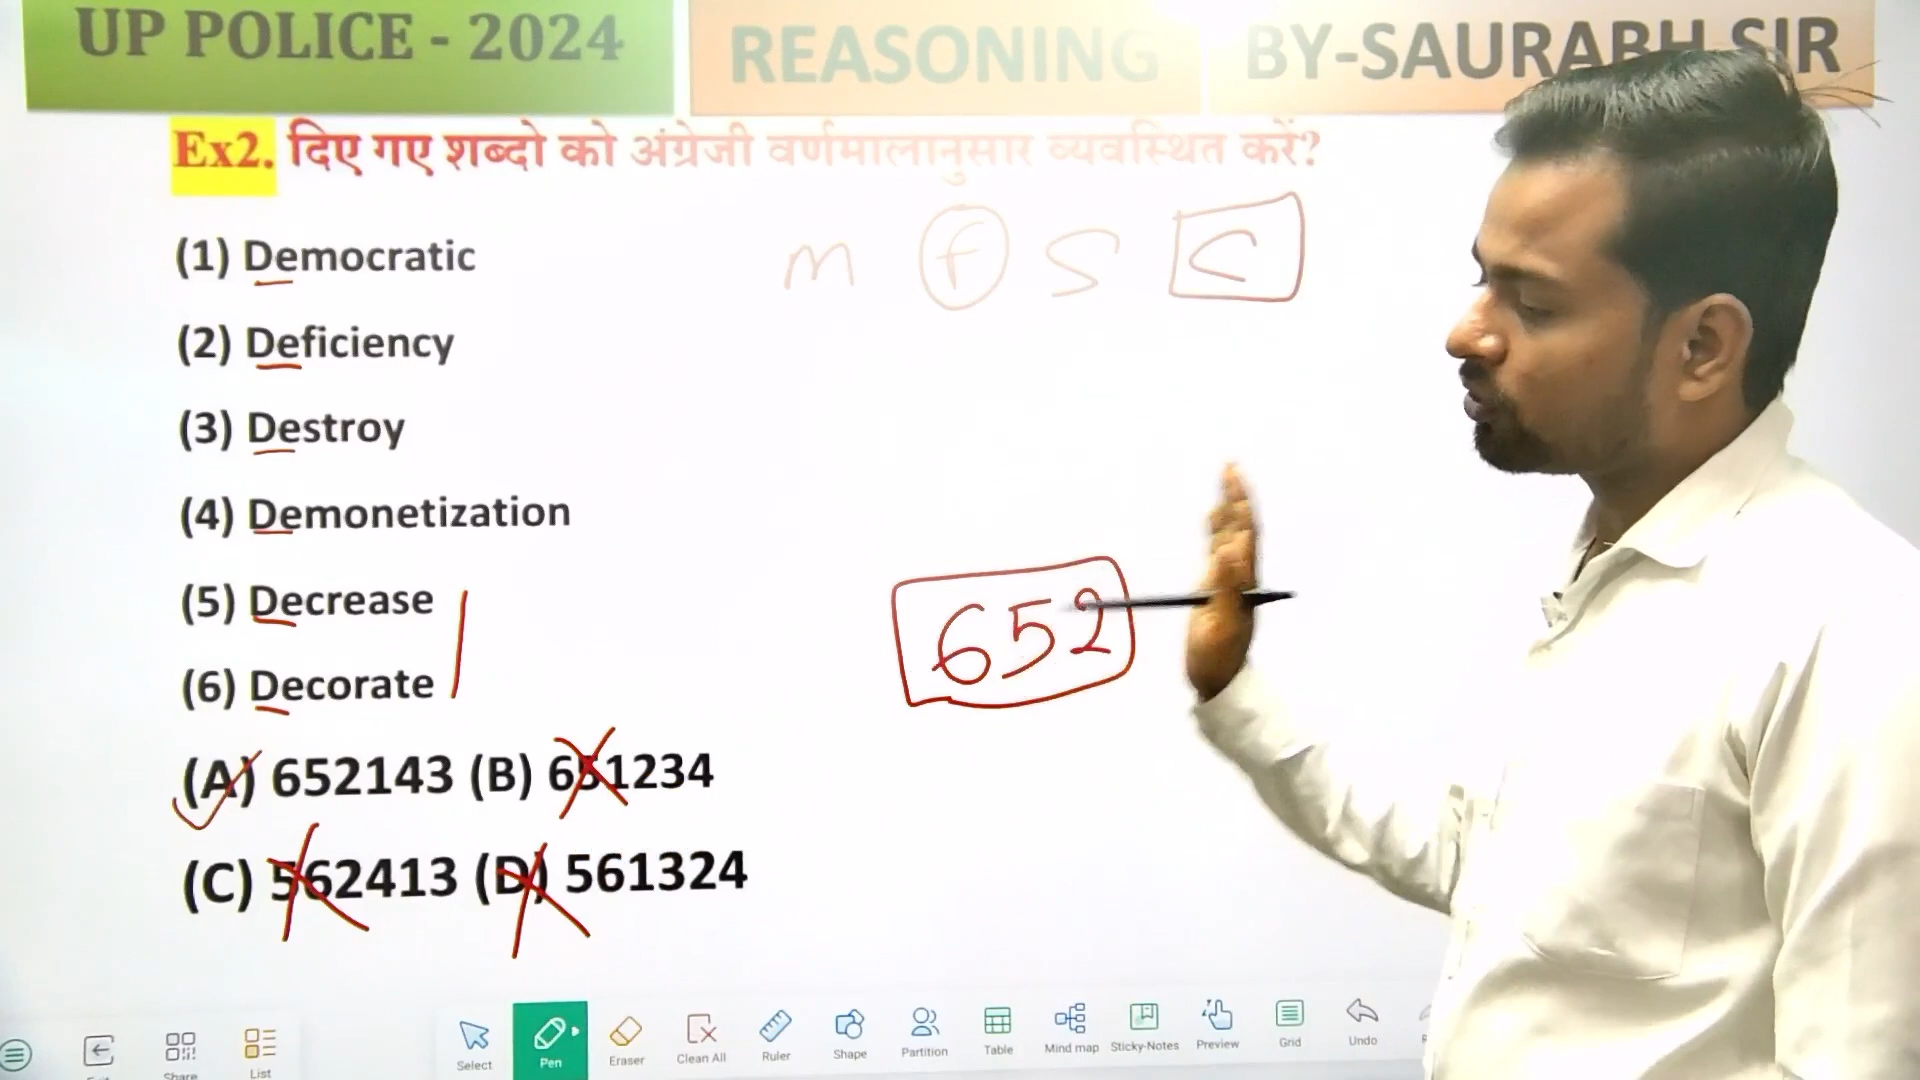 UP POLICE - 2024 REASONING BY-SAURABH SIR
Ex2. दिए गए शब्दो को अंग्रेजी वर्णमालानुसार व्यवस्थित करें?
(1) Democratic
m f S C
(2) Deficiency
(3) Destroy
(4) Demonetization
(5) Decrease
652
(6) Decorate
(A) 652143 (B) 651234
(C) 562413 (D) 561324
Select Pen Eraser Clean All Ruler Shape Partition Table Mind map Sticky-Notes Preview Grid Undo
Share List